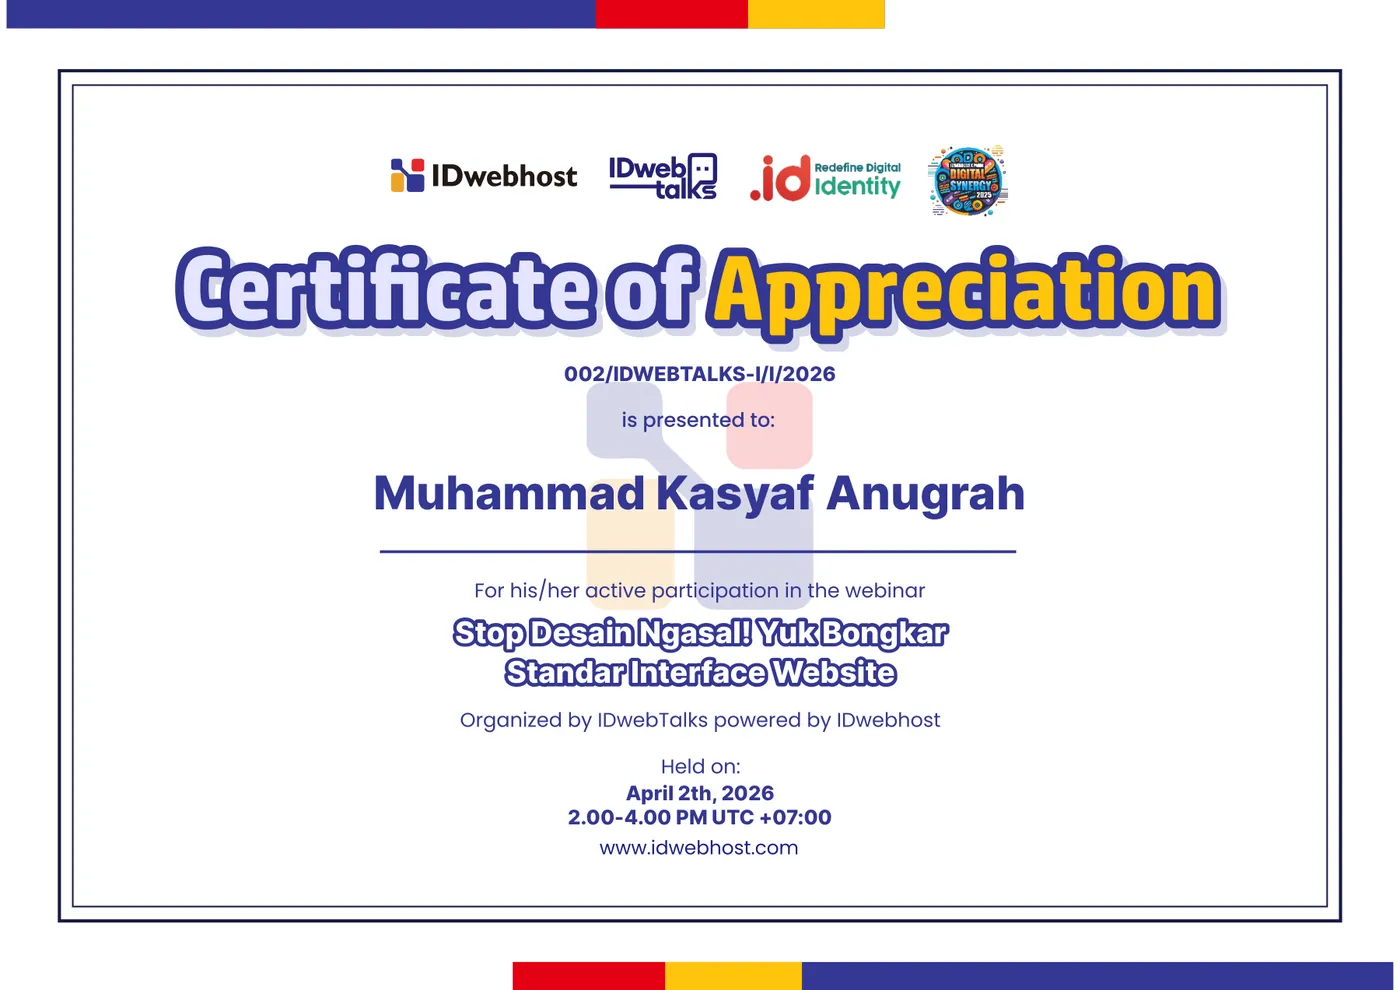 IDwebhost
IDweb
talks
.id Redefine Digital
Identity
DIGITAL
SYNERGY
2025
Certificate of Appreciation
002/IDWEBTALKS-I/I/2026
is presented to:
Muhammad Kasyaf Anugrah
For his/her active participation in the webinar
Stop Desain Ngasal! Yuk Bongkar
Standar Interface Website
Organized by IDwebTalks powered by IDwebhost
Held on:
April 2th, 2026
2.00-4.00 PM UTC +07:00
www.idwebhost.com